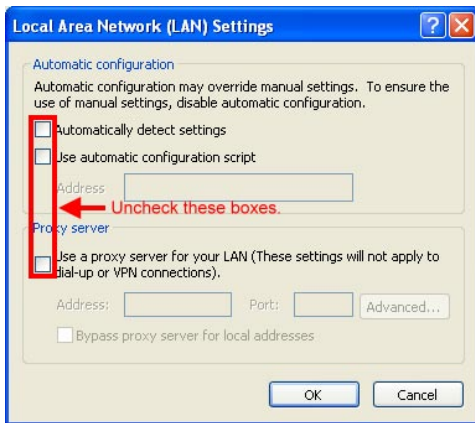 Local Area Network (LAN) Settings
Automatic configuration
Automatic configuration may override manual settings. To ensure the
use of manual settings, disable automatic configuration.
Automatically detect settings
Use automatic configuration script
Address
Uncheck these boxes.
Proxy server
Use a proxy server for your LAN (These settings will not apply to
dial-up or VPN connections).
Address: Port: Advanced...
Bypass proxy server for local addresses
OK Cancel